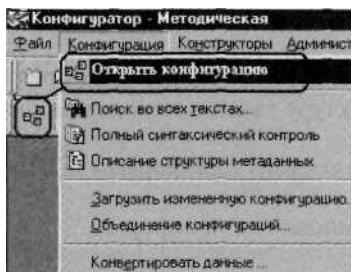 Конфигуратор - Методическая
Файл Конфигурация Конструкторы Админист
Открыть конфигурацию
Поиск во всех текстах...
Полный синтаксический контроль
Описание структуры метаданных
Загрузить измененную конфигурацию.
Объединение конфигураций...
Конвертировать данные ...